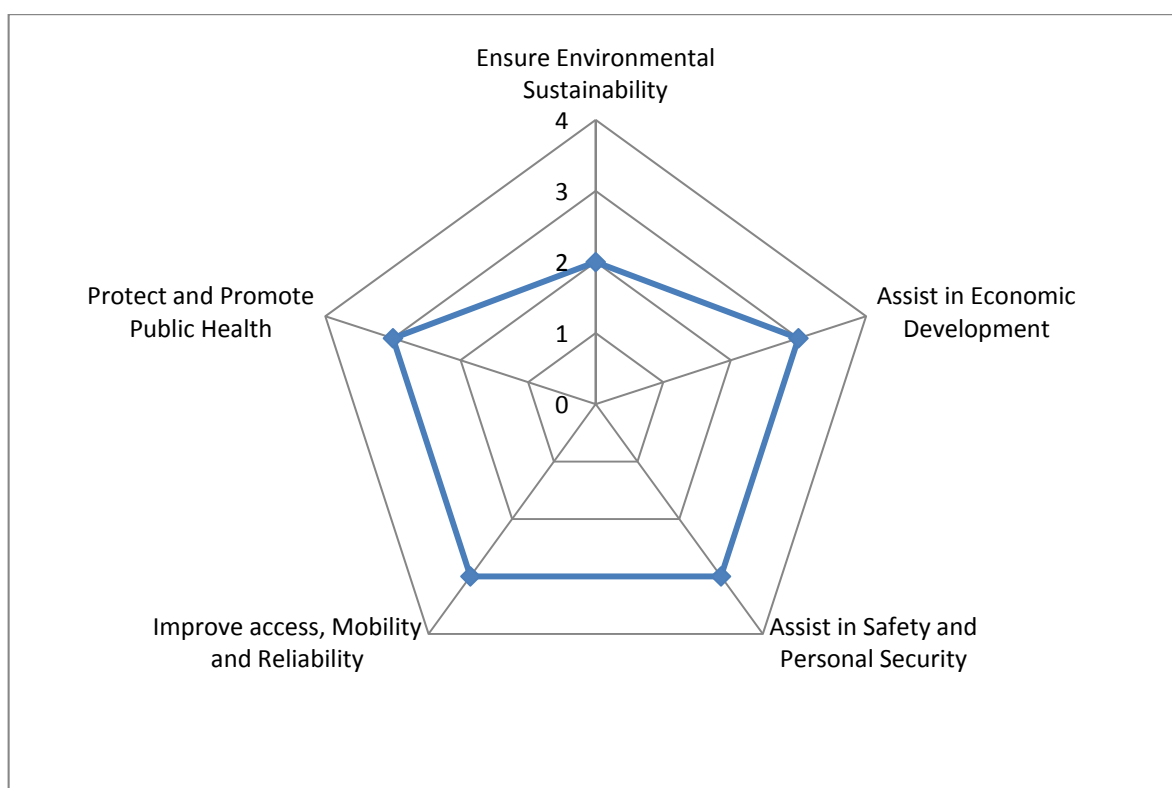 Ensure Environmental
Sustainability
4
3
2
1
0
Assist in Economic
Development
Assist in Safety and
Personal Security
Improve access, Mobility
and Reliability
Protect and Promote
Public Health